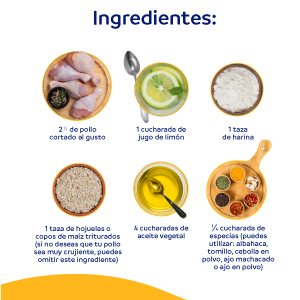 Ingredientes:
2½ de pollo
cortado al gusto
1 cucharada de
jugo de limón
1 taza
de harina
1 taza de hojuelas o
copos de maíz triturados
(si no deseas que tu pollo
sea muy crujiente, puedes
omitir este ingrediente)
4 cucharadas de
aceite vegetal
¼ cucharada de
especias (puedes
utilizar: albahaca,
tomillo, cebolla en
polvo, ajo machacado
o ajo en polvo)